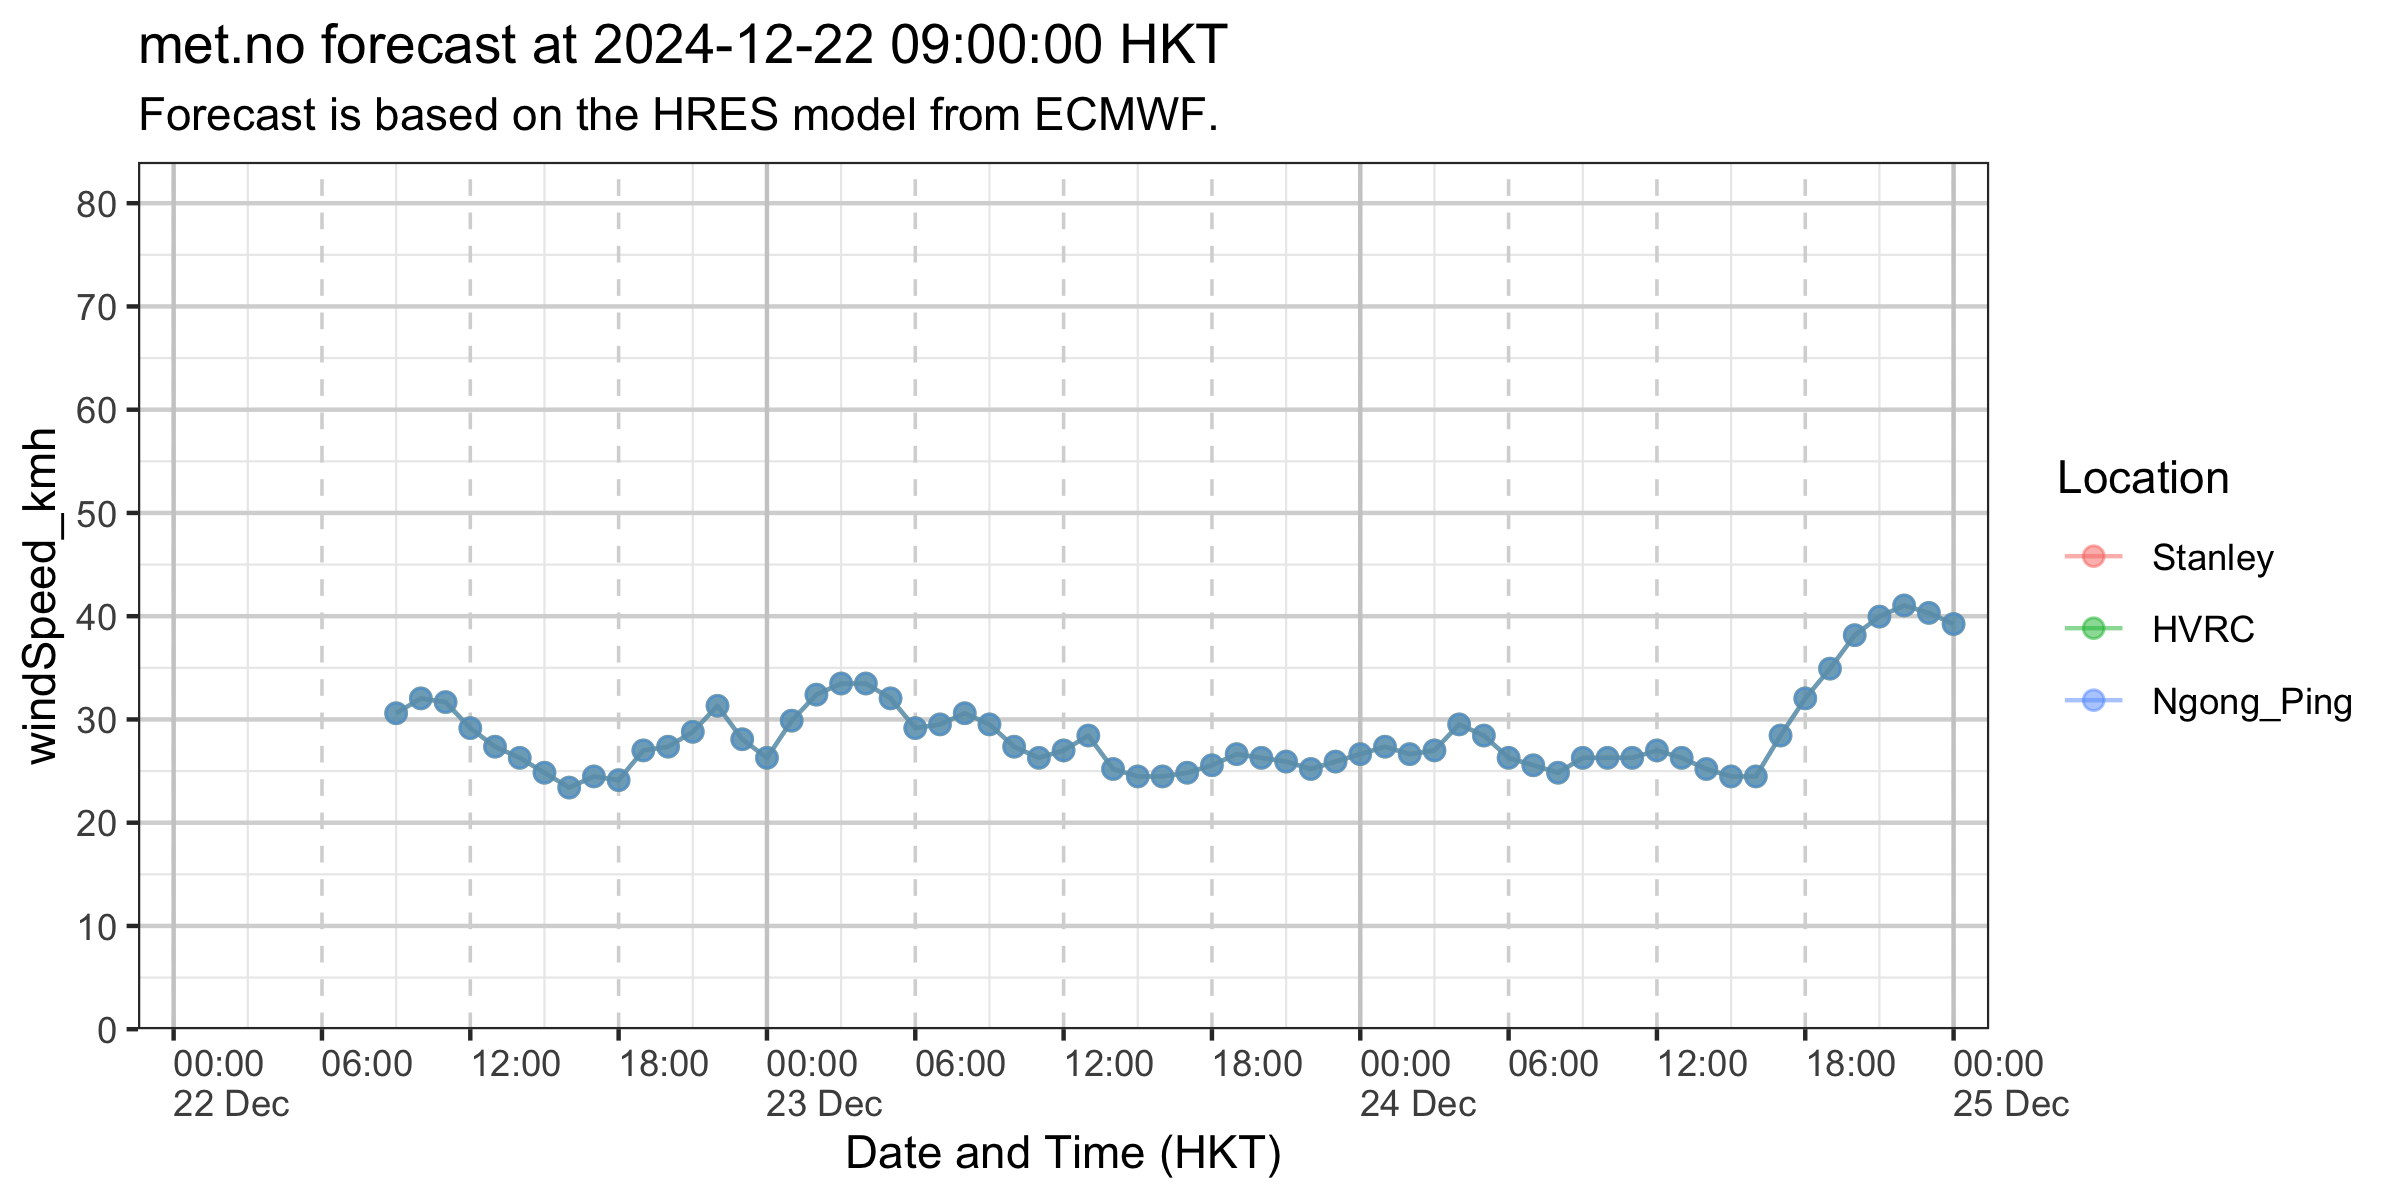 met.no forecast at 2024-12-22 09:00:00 HKT
Forecast is based on the HRES model from ECMWF.
windSpeed_kmh
80
70
60
50
40
30
20
10
0
00:00 06:00 12:00 18:00 00:00 06:00 12:00 18:00 00:00 06:00 12:00 18:00 00:00
22 Dec 23 Dec 24 Dec 25 Dec
Date and Time (HKT)
Location
Stanley
HVRC
Ngong_Ping